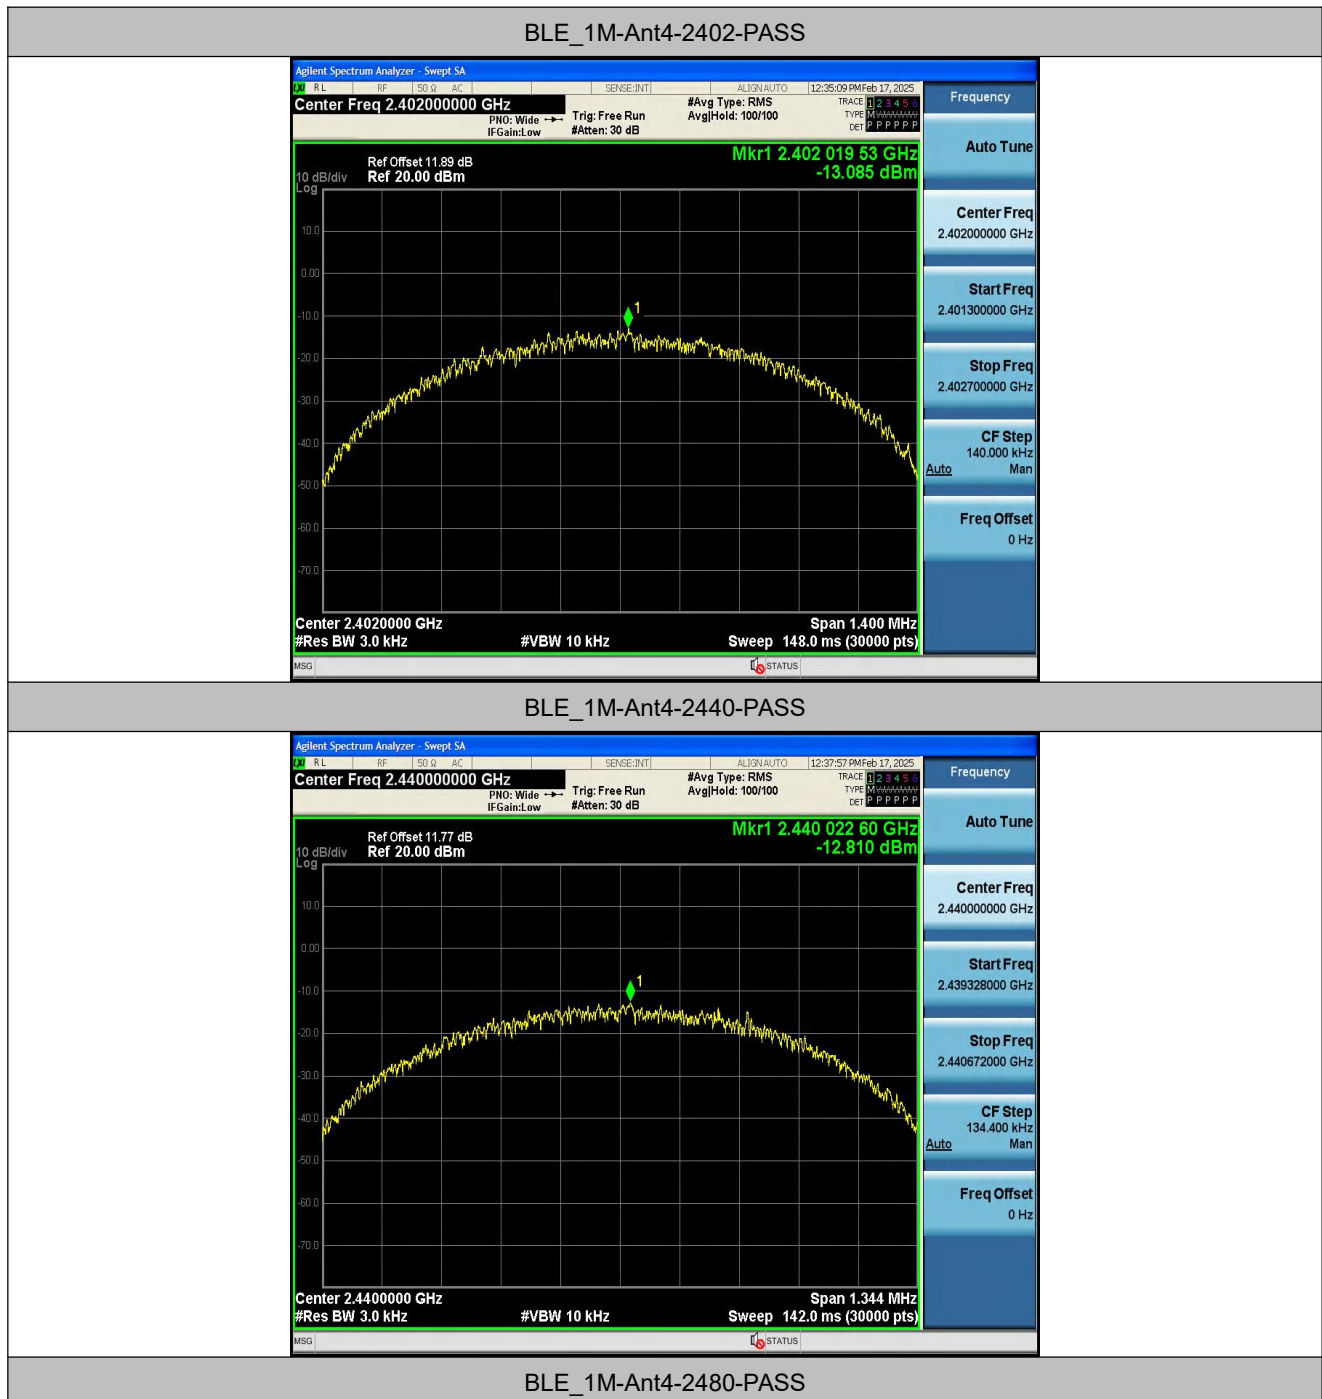 BLE_1M-Ant4-2402-PASS
Agilent Spectrum Analyzer - Swept SA
LXI RL RF 50 Ω AC SENSE:INT ALIGNAUTO 12:35:09 PM Feb 17, 2025
Center Freq 2.402000000 GHz
PNO: Wide
IFGain:Low
Trig: Free Run
#Atten: 30 dB
#Avg Type: RMS
Avg|Hold: 100/100
TRACE 1 2 3 4 5 6
TYPE M
DET P P P P P P
Ref Offset 11.89 dB
10 dB/div Ref 20.00 dBm
Log
Mkr1 2.402 019 53 GHz
-13.085 dBm
1
10.0
0.00
-10.0
-20.0
-30.0
-40.0
-50.0
-60.0
-70.0
Center 2.4020000 GHz Span 1.400 MHz
#Res BW 3.0 kHz #VBW 10 kHz Sweep 148.0 ms (30000 pts)
MSG STATUS
Frequency
Auto Tune
Center Freq
2.402000000 GHz
Start Freq
2.401300000 GHz
Stop Freq
2.402700000 GHz
CF Step
140.000 kHz
Auto Man
Freq Offset
0 Hz
BLE_1M-Ant4-2440-PASS
Agilent Spectrum Analyzer - Swept SA
LXI RL RF 50 Ω AC SENSE:INT ALIGNAUTO 12:37:57 PM Feb 17, 2025
Center Freq 2.440000000 GHz
PNO: Wide
IFGain:Low
Trig: Free Run
#Atten: 30 dB
#Avg Type: RMS
Avg|Hold: 100/100
TRACE 1 2 3 4 5 6
TYPE M
DET P P P P P P
Ref Offset 11.77 dB
10 dB/div Ref 20.00 dBm
Log
Mkr1 2.440 022 60 GHz
-12.810 dBm
1
10.0
0.00
-10.0
-20.0
-30.0
-40.0
-50.0
-60.0
-70.0
Center 2.4400000 GHz Span 1.344 MHz
#Res BW 3.0 kHz #VBW 10 kHz Sweep 142.0 ms (30000 pts)
MSG STATUS
Frequency
Auto Tune
Center Freq
2.440000000 GHz
Start Freq
2.439328000 GHz
Stop Freq
2.440672000 GHz
CF Step
134.400 kHz
Auto Man
Freq Offset
0 Hz
BLE_1M-Ant4-2480-PASS